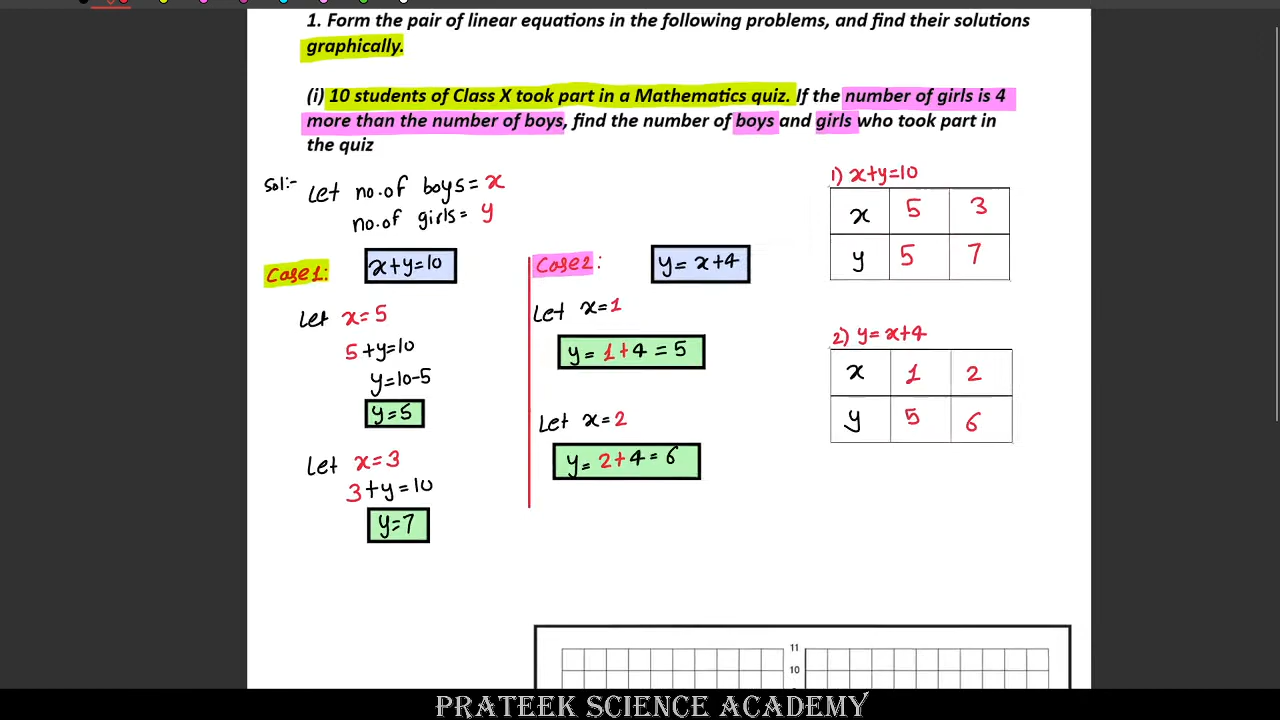 1. Form the pair of linear equations in the following problems, and find their solutions
graphically.
(i) 10 students of Class X took part in a Mathematics quiz. If the number of girls is 4
more than the number of boys, find the number of boys and girls who took part in
the quiz
Sol:- Let no.of boys = x
no.of girls = y
Case1: x+y=10
Let x=5
5+y=10
y=10-5
y=5
Let x=3
3+y=10
y=7
Case2: y=x+4
Let x=1
y=1+4=5
Let x=2
y=2+4=6
1) x+y=10
x 5 3
y 5 7
2) y=x+4
x 1 2
y 5 6
11
10
PRATEEK SCIENCE ACADEMY